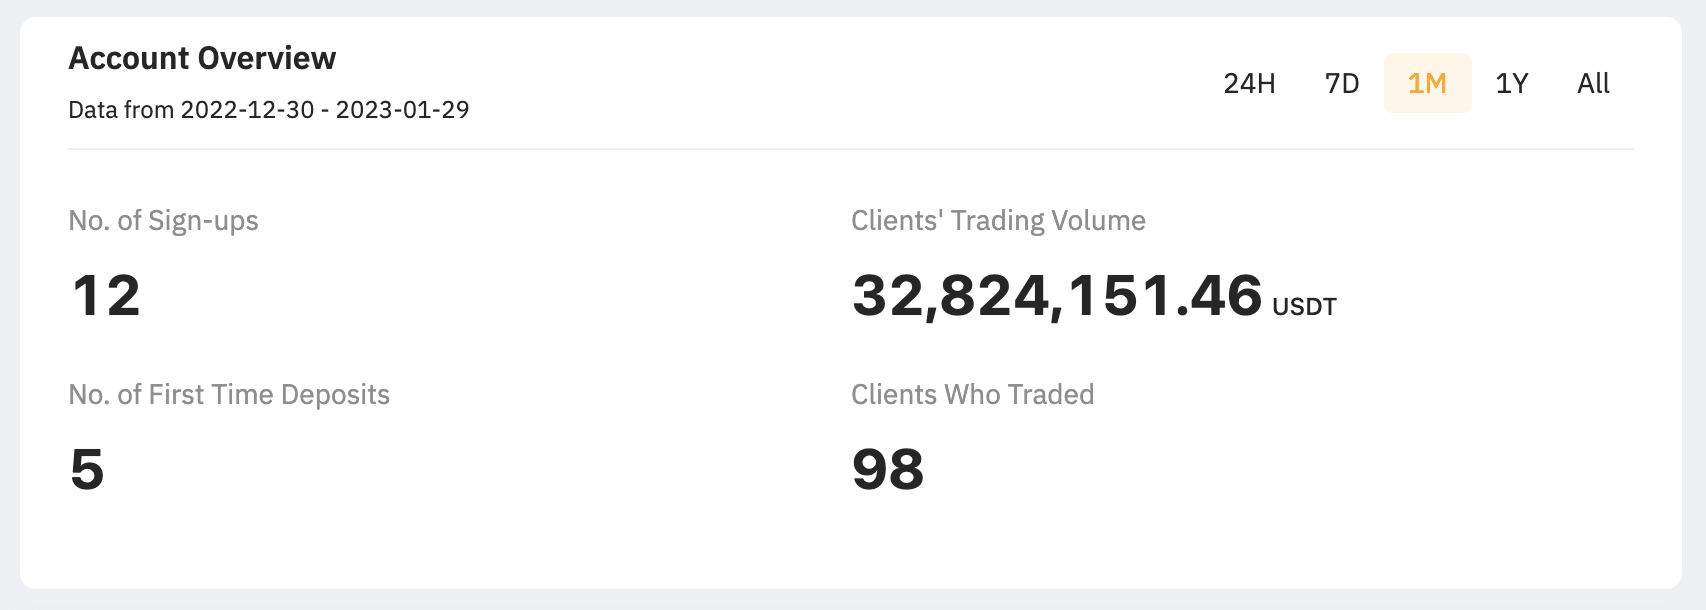 Account Overview
Data from 2022-12-30 - 2023-01-29
24H 7D 1M 1Y All
No. of Sign-ups
12
Clients' Trading Volume
32,824,151.46 USDT
No. of First Time Deposits
5
Clients Who Traded
98